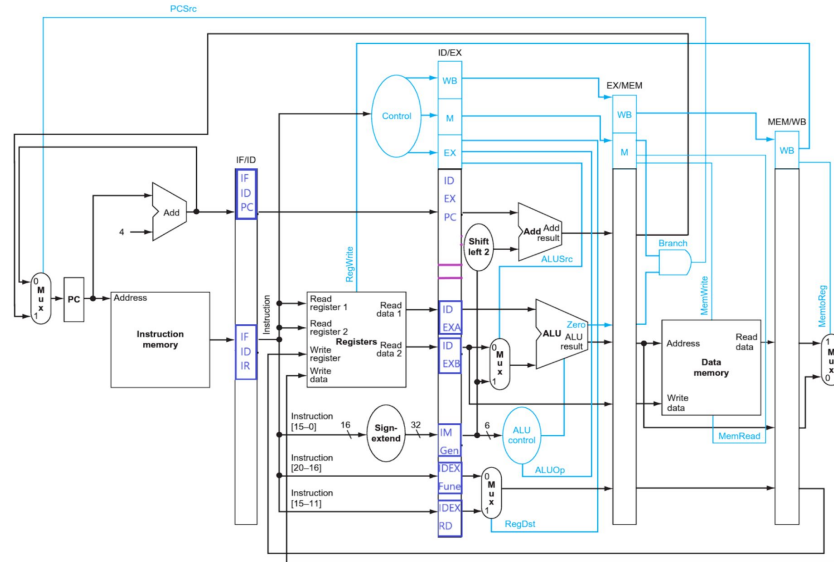 PCSrc
ID/EX
WB
EX/MEM
Control
M
WB
MEM/WB
EX
M
WB
IF/ID
IF
ID
PC
ID
EX
PC
Add
4
Add
Add
result
Shift
left 2
Branch
RegWrite
ALUSrc
MemWrite
MemtoReg
0
M
u
x
1
PC
Address
Instruction
memory
IF
ID
IR
Instruction
Read
register 1
Read
data 1
Read
register 2
Registers
Write
register
Read
data 2
Write
data
ID
EXA
ID
EXB
0
M
u
x
1
Zero
ALU
ALU
result
Address
Read
data
Data
memory
Write
data
1
M
u
x
0
MemRead
Instruction
[15–0]
16
Sign-
extend
32
IM
Gen
6
ALU
control
ALUOp
Instruction
[20–16]
IDEX
Fune
Instruction
[15–11]
IDEX
RD
0
M
u
x
1
RegDst